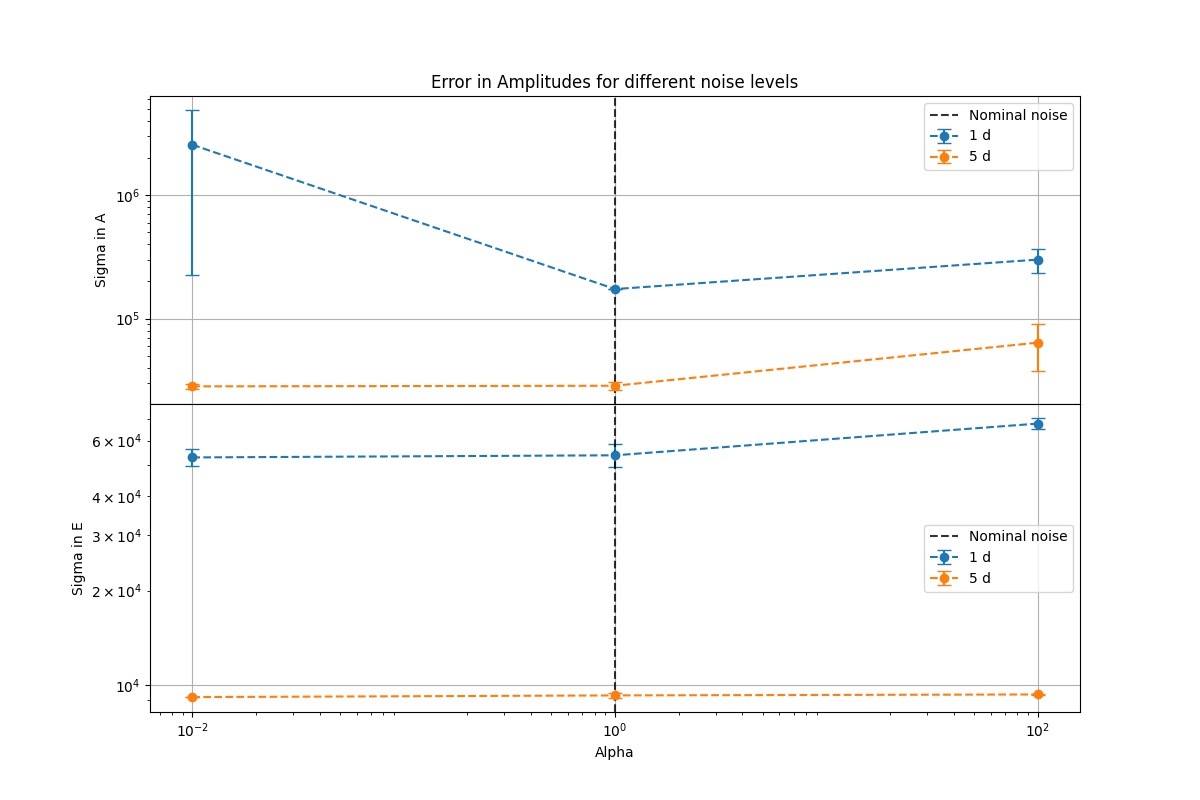 Error in Amplitudes for different noise levels
Sigma in A
10⁶
10⁵
Nominal noise
1 d
5 d
Sigma in E
6 × 10⁴
4 × 10⁴
3 × 10⁴
2 × 10⁴
10⁴
Nominal noise
1 d
5 d
10⁻²
10⁰
10²
Alpha